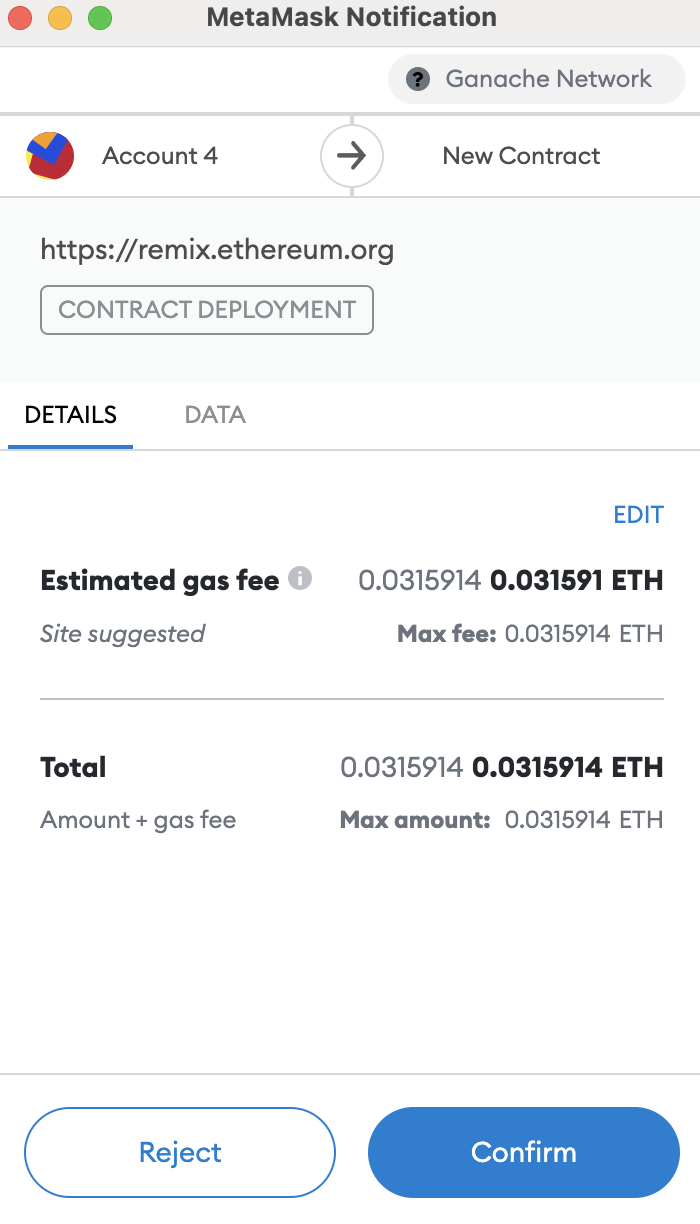 MetaMask Notification
? Ganache Network
Account 4 → New Contract
https://remix.ethereum.org
CONTRACT DEPLOYMENT
DETAILS DATA
EDIT
Estimated gas fee i 0.0315914 0.031591 ETH
Site suggested Max fee: 0.0315914 ETH
Total 0.0315914 0.0315914 ETH
Amount + gas fee Max amount: 0.0315914 ETH
Reject Confirm